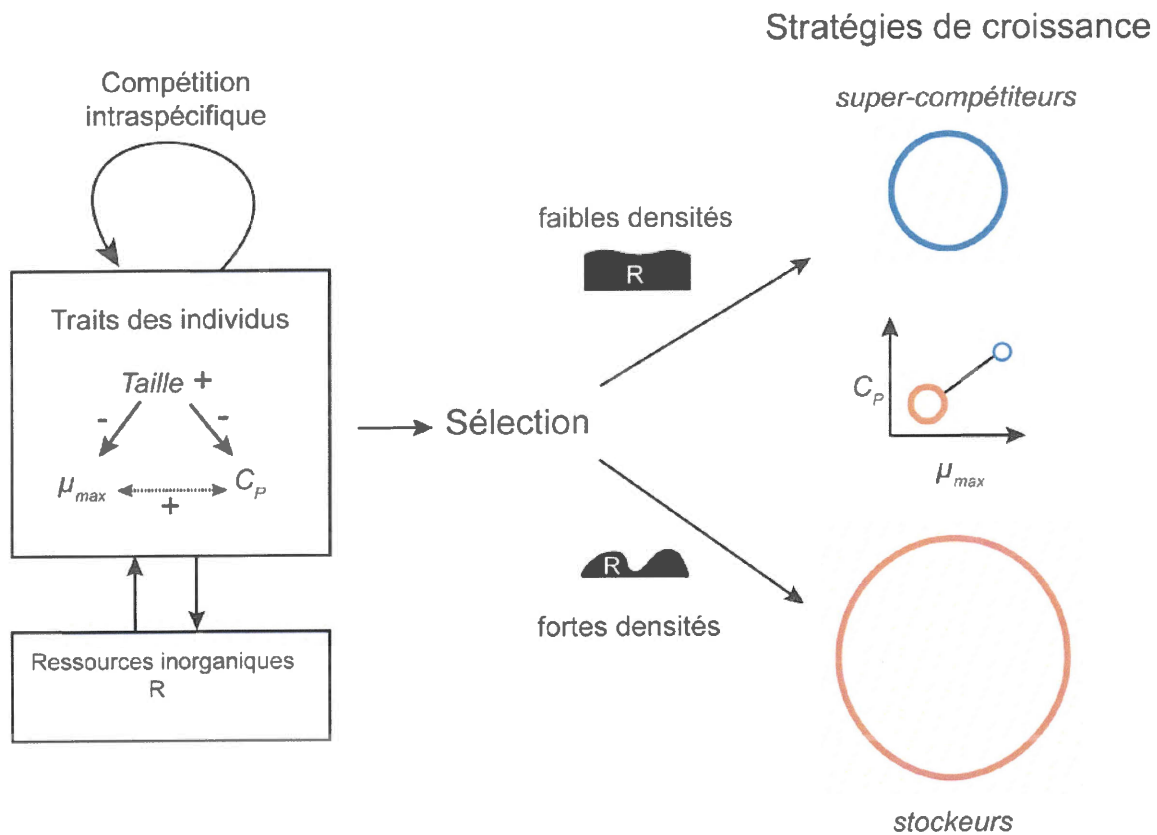 Stratégies de croissance
Compétition
intraspécifique
super-compétiteurs
faibles densités
R
Traits des individus
Taille +
- -
μmax + CP
Sélection
CP
μmax
R
fortes densités
Ressources inorganiques
R
stockeurs